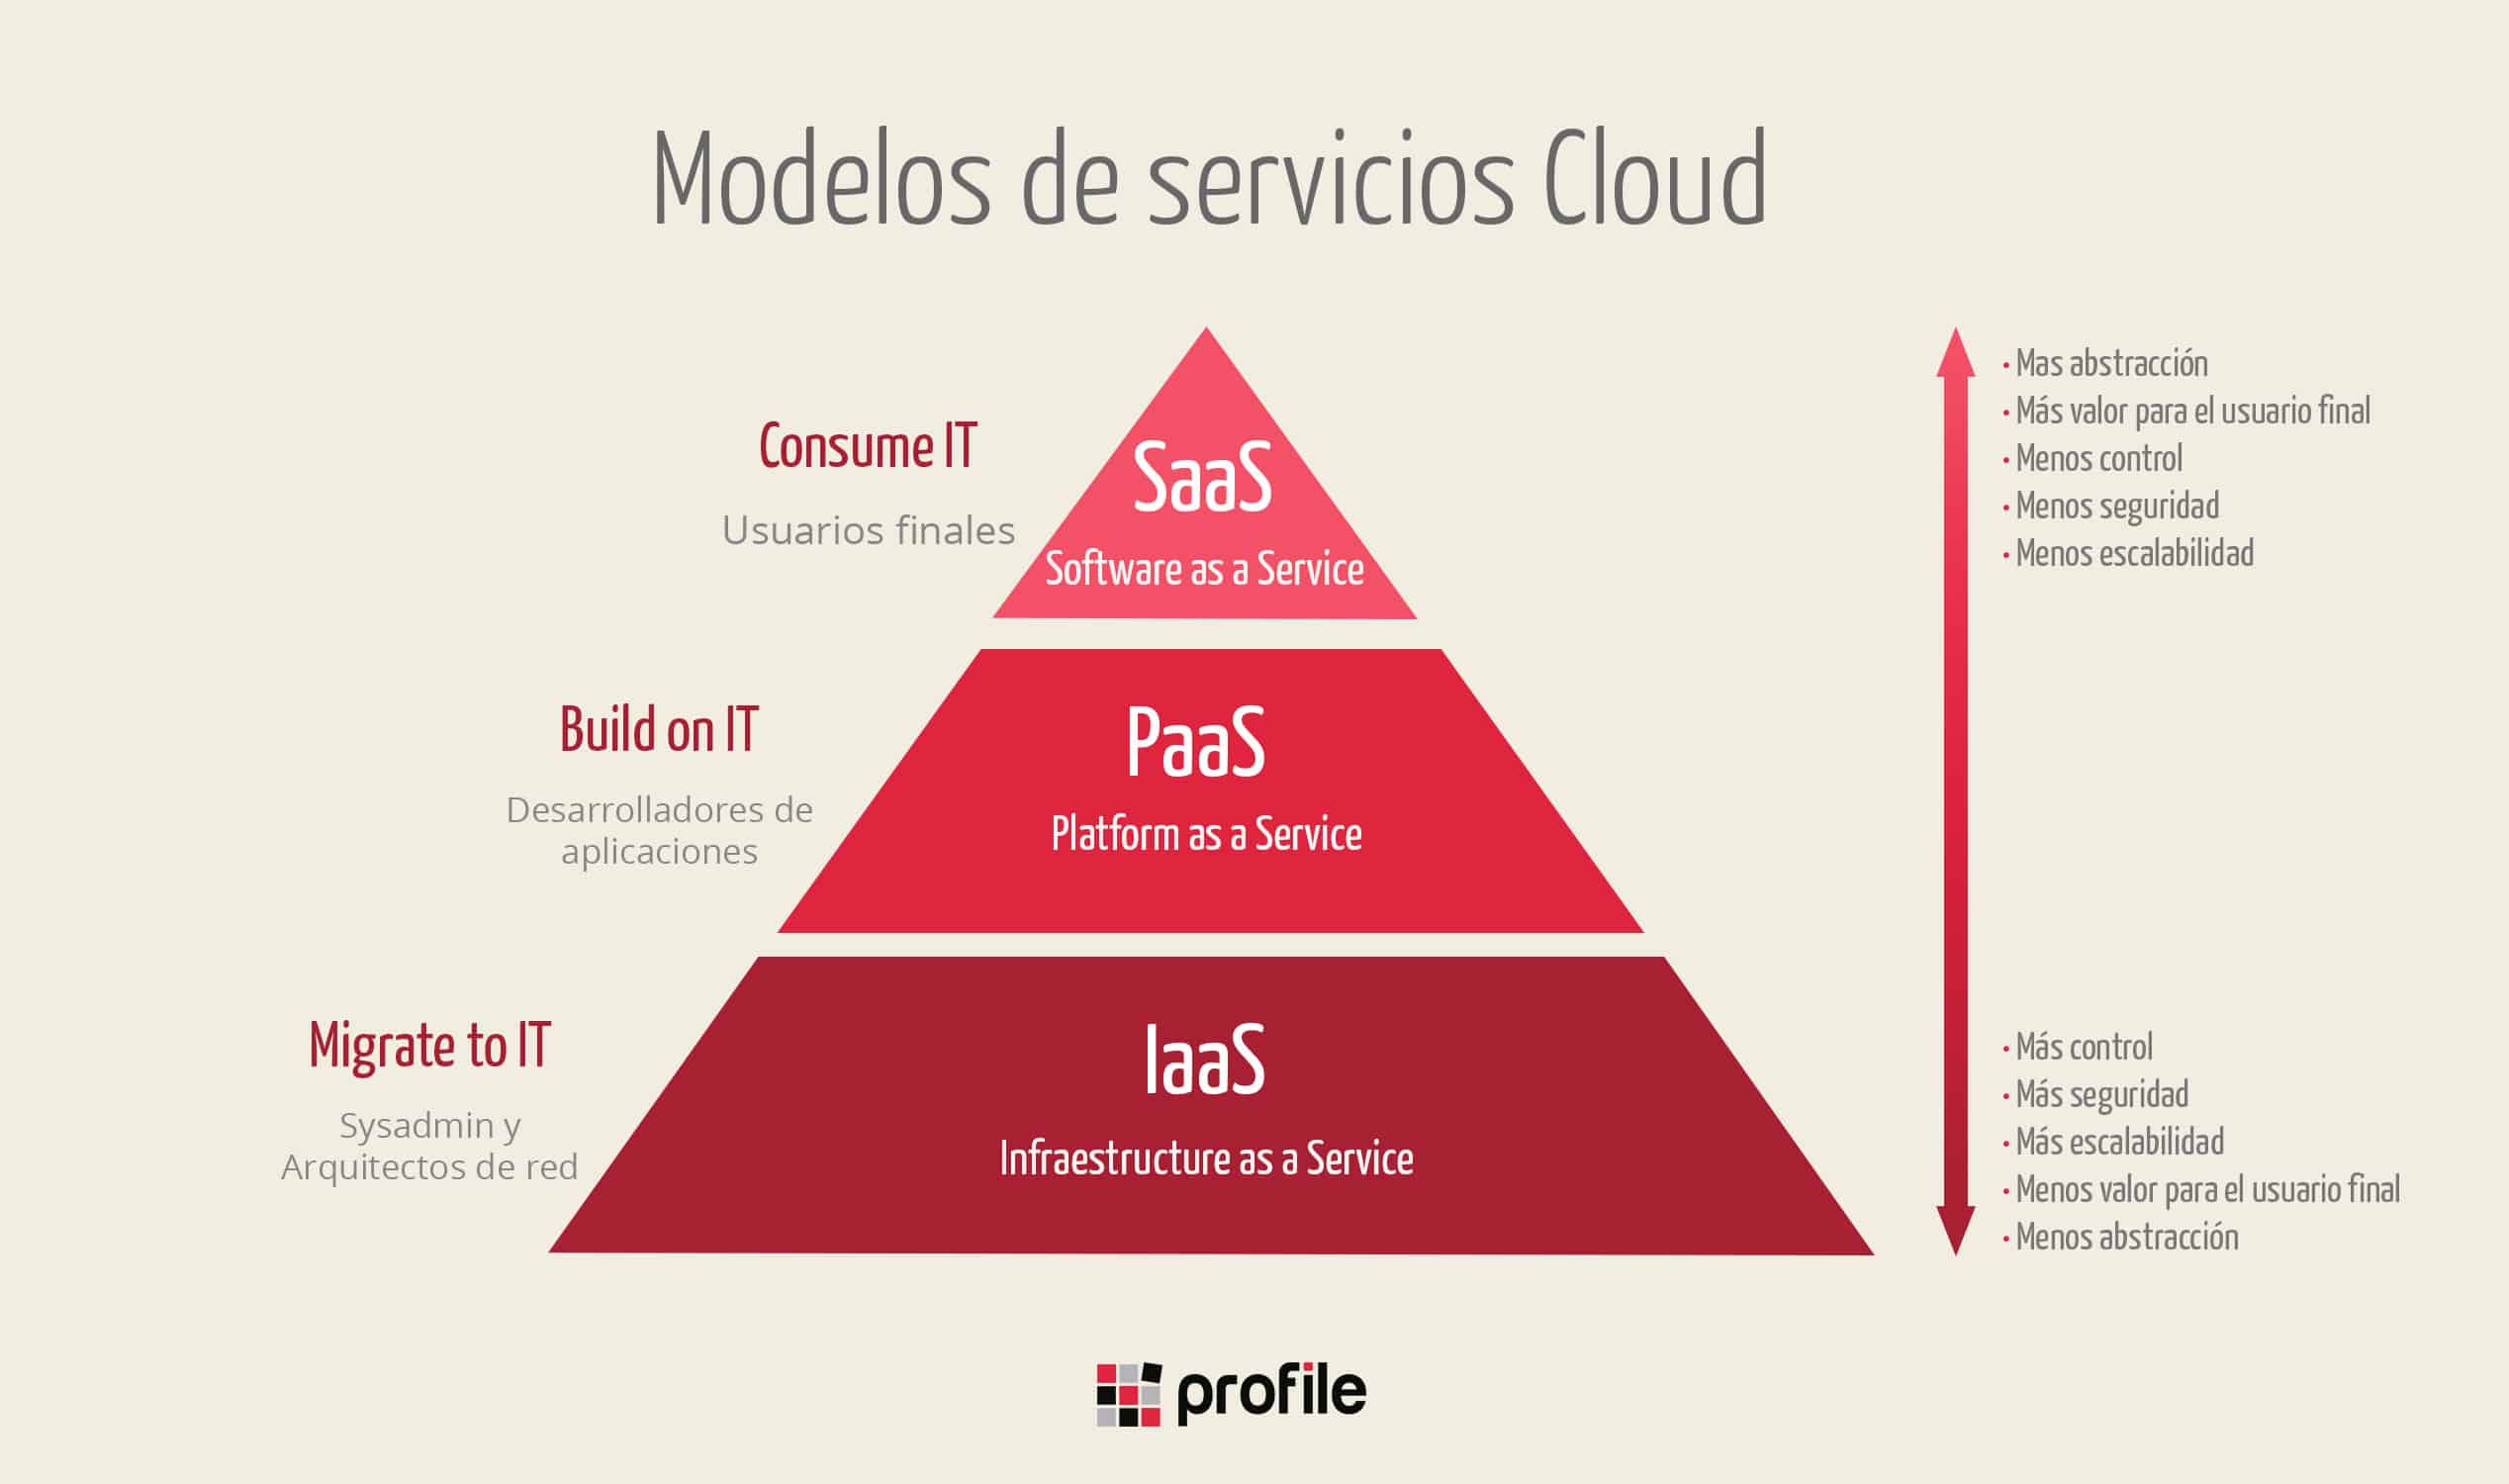 Modelos de servicios Cloud
Consume IT
Usuarios finales
SaaS
Software as a Service
• Mas abstracción
• Más valor para el usuario final
• Menos control
• Menos seguridad
• Menos escalabilidad
Build on IT
Desarrolladores de
aplicaciones
PaaS
Platform as a Service
Migrate to IT
Sysadmin y
Arquitectos de red
IaaS
Infraestructure as a Service
• Más control
• Más seguridad
• Más escalabilidad
• Menos valor para el usuario final
• Menos abstracción
profile